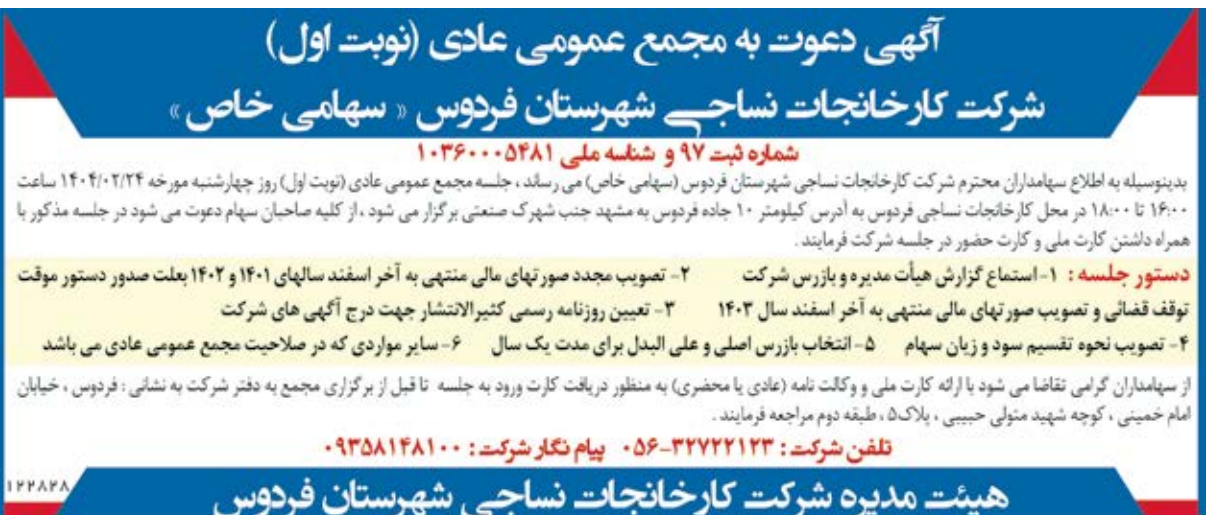 آگهی دعوت به مجمع عمومی عادی (نوبت اول)
شرکت کارخانجات نساجی شهرستان فردوس « سهامی خاص »
شماره ثبت ۹۷ و شناسه ملی ۱۰۳۶۰۰۰۵۴۸۱
بدینوسیله به اطلاع سهامداران محترم شرکت کارخانجات نساجی شهرستان فردوس (سهامی خاص) می رساند ، جلسه مجمع عمومی عادی (نوبت اول) روز چهارشنبه مورخه ۱۴۰۴/۰۲/۲۴ ساعت
۱۶:۰۰ تا ۱۸:۰۰ در محل کارخانجات نساجی فردوس به آدرس کیلومتر ۱۰ جاده فردوس به مشهد جنب شهرک صنعتی برگزار می شود ، از کلیه صاحبان سهام دعوت می شود در جلسه مذکور با
همراه داشتن کارت ملی و کارت حضور در جلسه شرکت فرمایند .
دستور جلسه : ۱- استماع گزارش هیأت مدیره و بازرس شرکت ۲- تصویب مجدد صورتهای مالی منتهی به آخر اسفند سالهای ۱۴۰۱ و ۱۴۰۲ بعلت صدور دستور موقت
توقف قضائی و تصویب صورتهای مالی منتهی به آخر اسفند سال ۱۴۰۳ ۳- تعیین روزنامه رسمی کثیرالانتشار جهت درج آگهی های شرکت
۴- تصویب نحوه تقسیم سود و زیان سهام ۵- انتخاب بازرس اصلی و علی البدل برای مدت یک سال ۶- سایر مواردی که در صلاحیت مجمع عمومی عادی می باشد
از سهامداران گرامی تقاضا می شود با ارائه کارت ملی و وکالت نامه (عادی یا محضری) به منظور دریافت کارت ورود به جلسه تا قبل از برگزاری مجمع به دفتر شرکت به نشانی : فردوس ، خیابان
امام خمینی ، کوچه شهید متولی حبیبی ، پلاک۵ ، طبقه دوم مراجعه فرمایند .
تلفن شرکت : ۳۲۷۲۲۱۲۳-۰۵۶ پیام نگار شرکت : ۰۹۳۵۸۱۴۸۱۰۰
هیئت مدیره شرکت کارخانجات نساجی شهرستان فردوس
۱۲۲۸۲۸